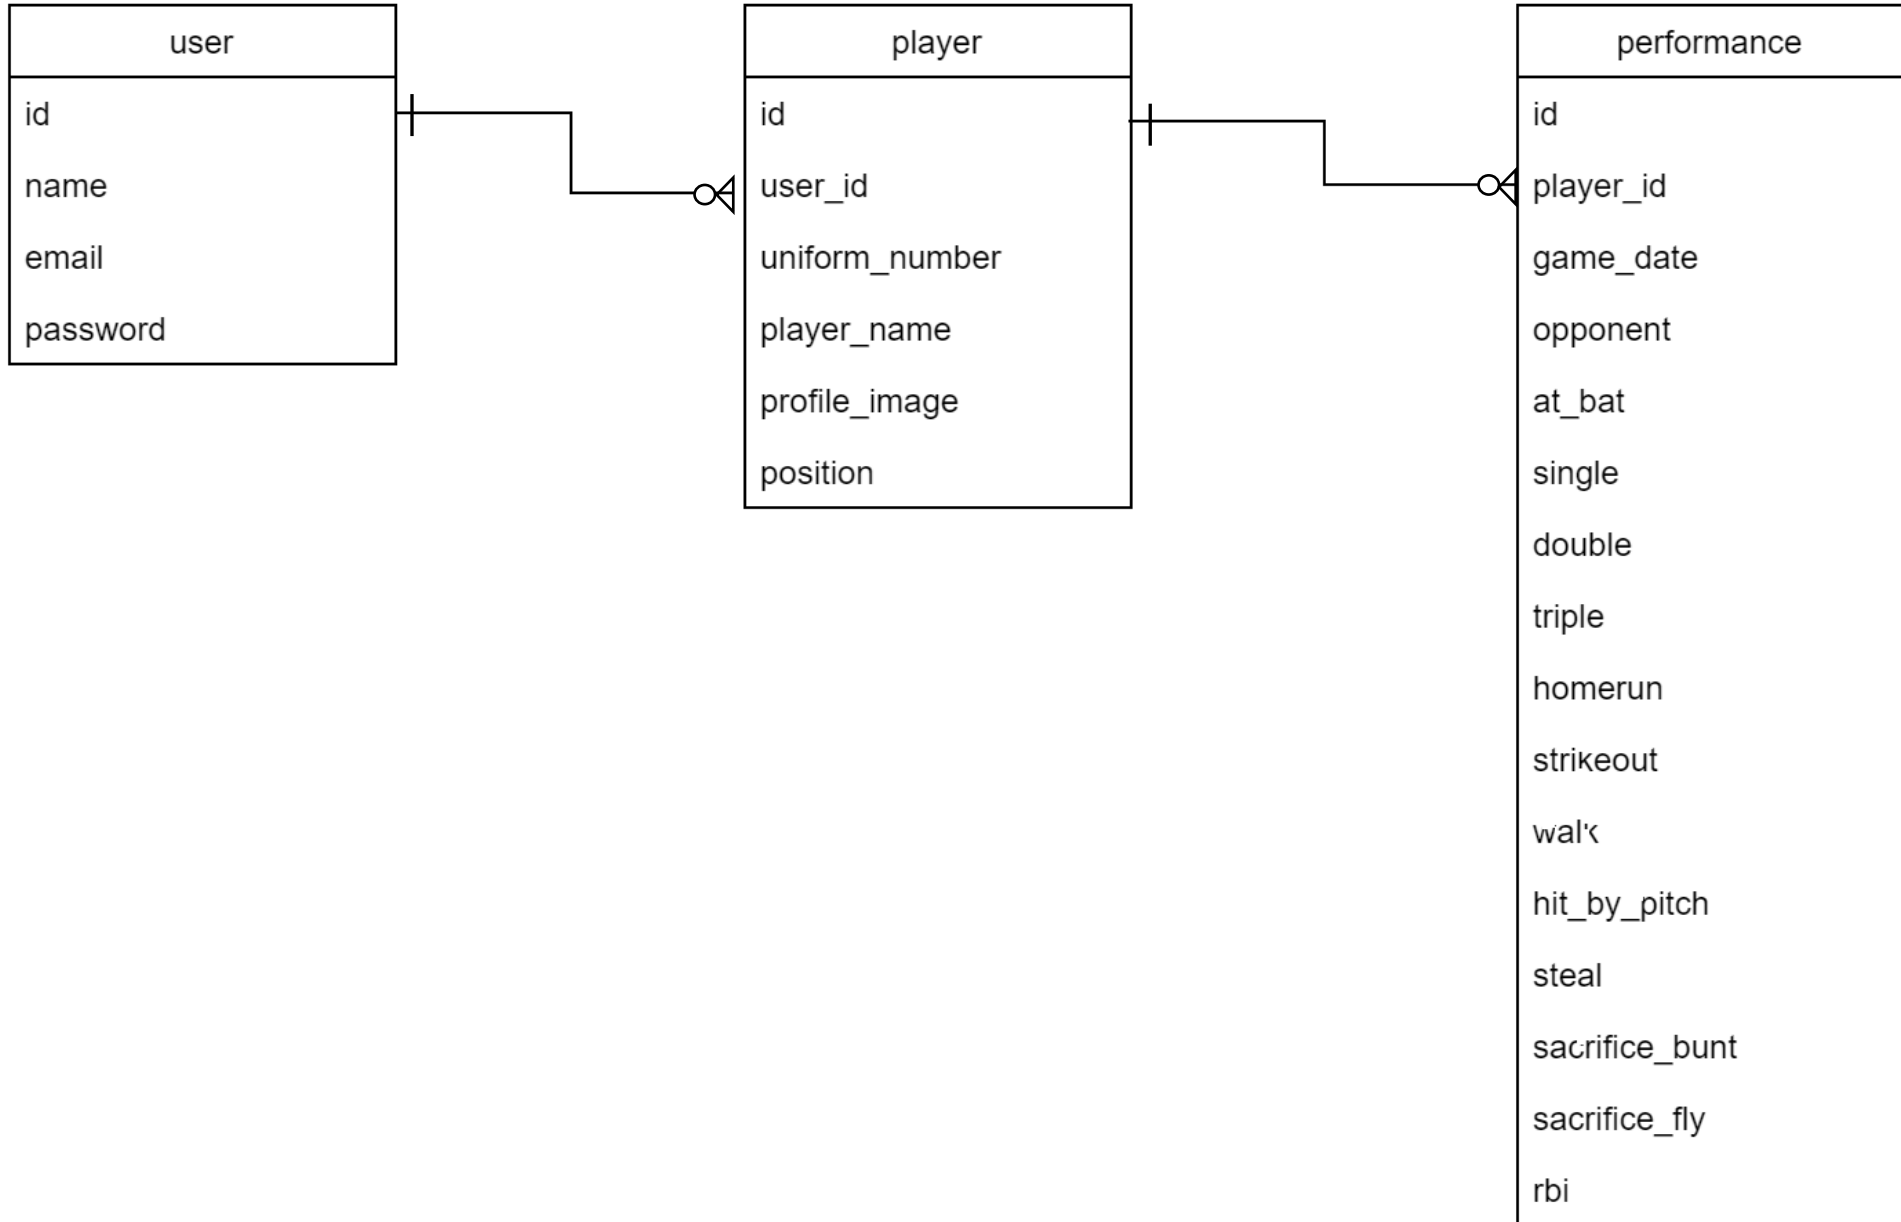 user
id
name
email
password
player
id
user_id
uniform_number
player_name
profile_image
position
performance
id
player_id
game_date
opponent
at_bat
single
double
triple
homerun
strikeout
walk
hit_by_pitch
steal
sacrifice_bunt
sacrifice_fly
rbi